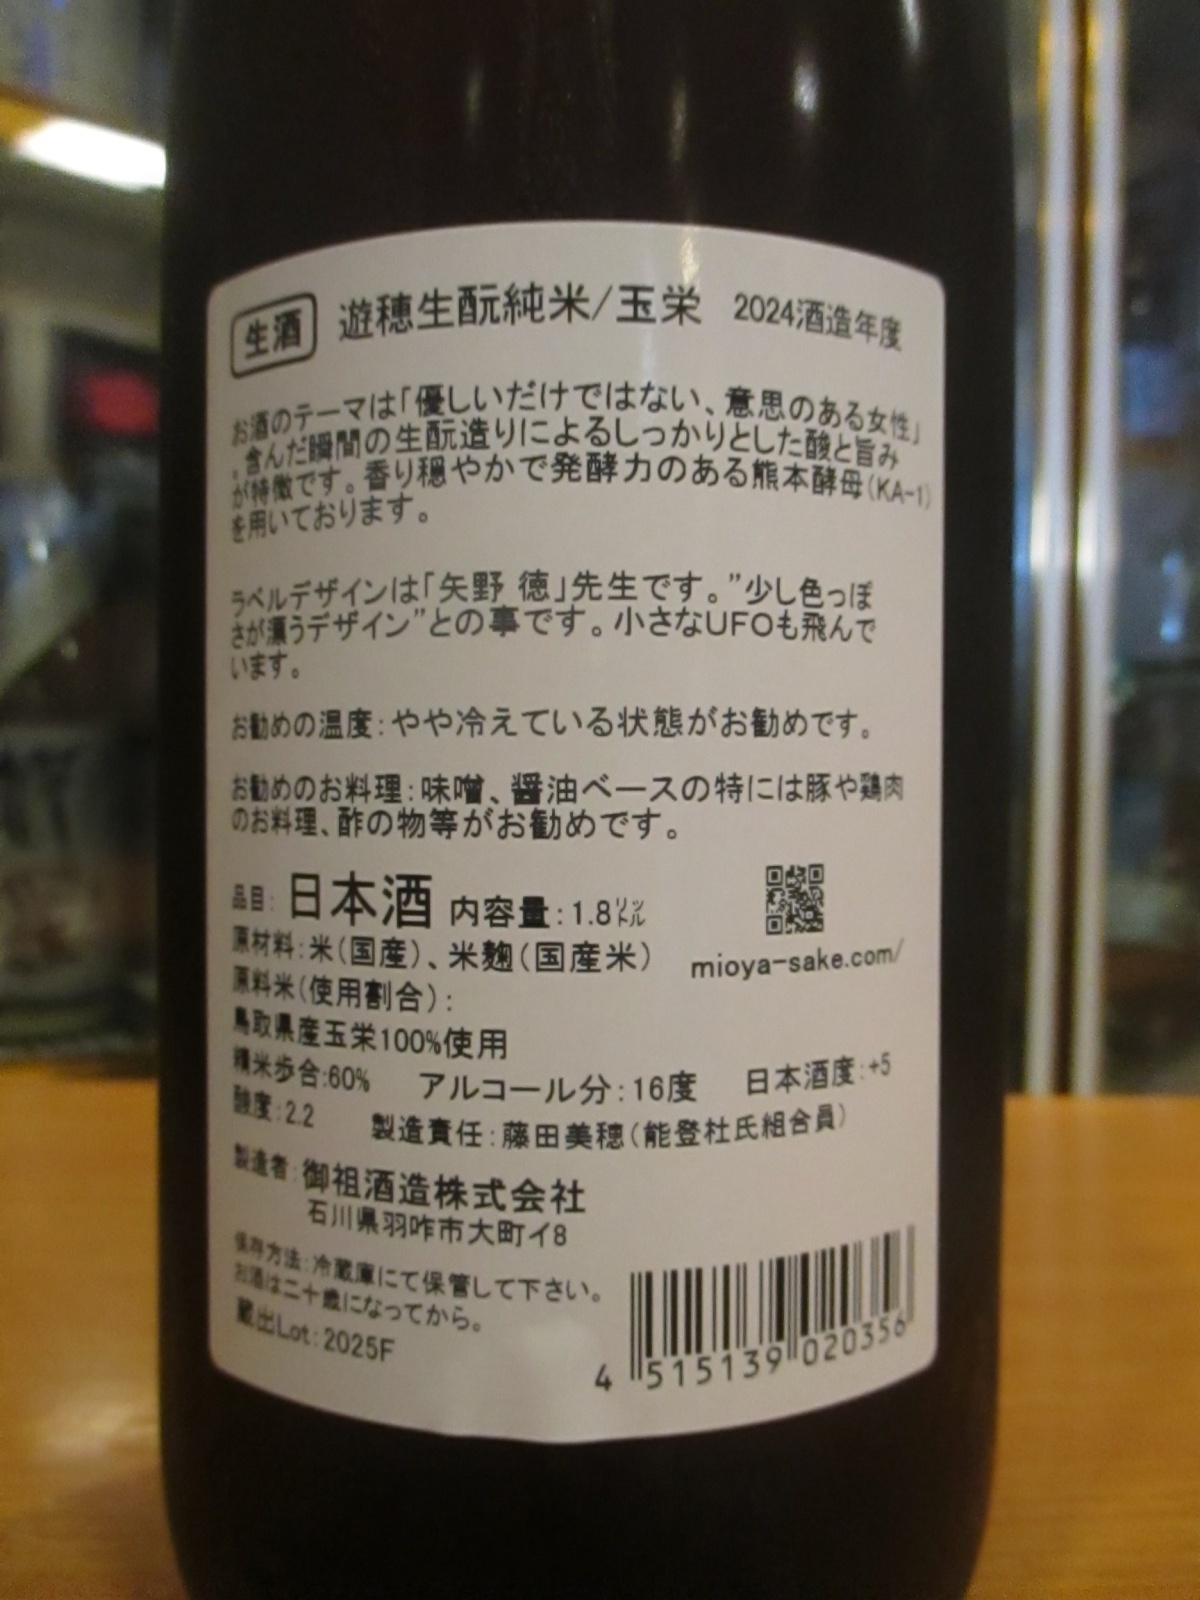 生酒 遊穂生酛純米/玉栄 2024酒造年度
お酒のテーマは「優しいだけではない、意思のある女性」
。含んだ瞬間の生酛造りによるしっかりとした酸と旨み
が特徴です。香り穏やかで発酵力のある熊本酵母(KA-1)
を用いております。
ラベルデザインは「矢野 徳」先生です。"少し色っぽ
さが漂うデザイン"との事です。小さなUFOも飛んで
います。
お勧めの温度:やや冷えている状態がお勧めです。
お勧めのお料理:味噌、醤油ベースの特には豚や鶏肉
のお料理、酢の物等がお勧めです。
品目:日本酒 内容量:1.8リットル
原材料:米(国産)、米麹(国産米)
mioya-sake.com/
原料米(使用割合):
鳥取県産玉栄100%使用
精米歩合:60% アルコール分:16度 日本酒度:+5
酸度:2.2 製造責任:藤田美穂(能登杜氏組合員)
製造者:御祖酒造株式会社
石川県羽咋市大町イ8
保存方法:冷蔵庫にて保管して下さい。
お酒は二十歳になってから。
蔵出Lot:2025F
4 515139 020356